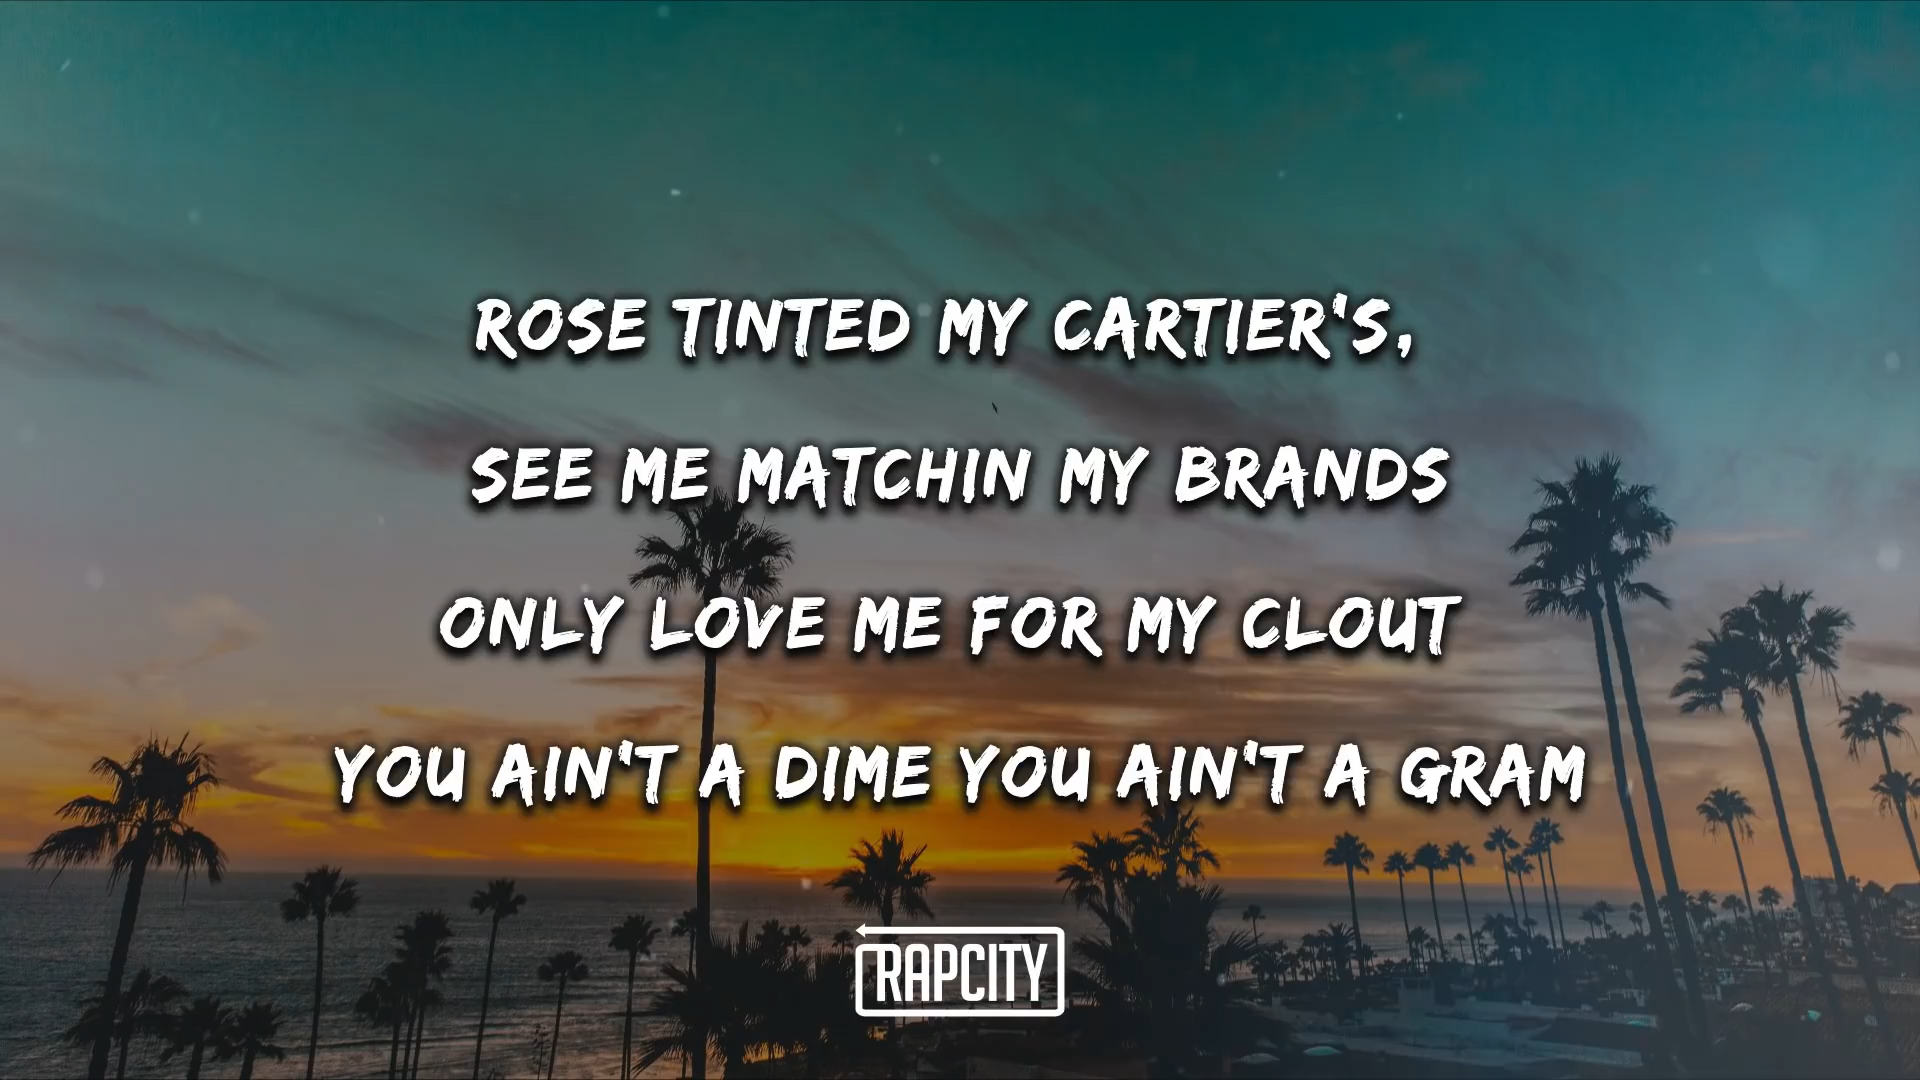 ROSE TINTED MY CARTIER'S,
SEE ME MATCHIN MY BRANDS
ONLY LOVE ME FOR MY CLOUT
YOU AIN'T A DIME YOU AIN'T A GRAM
RAPCITY